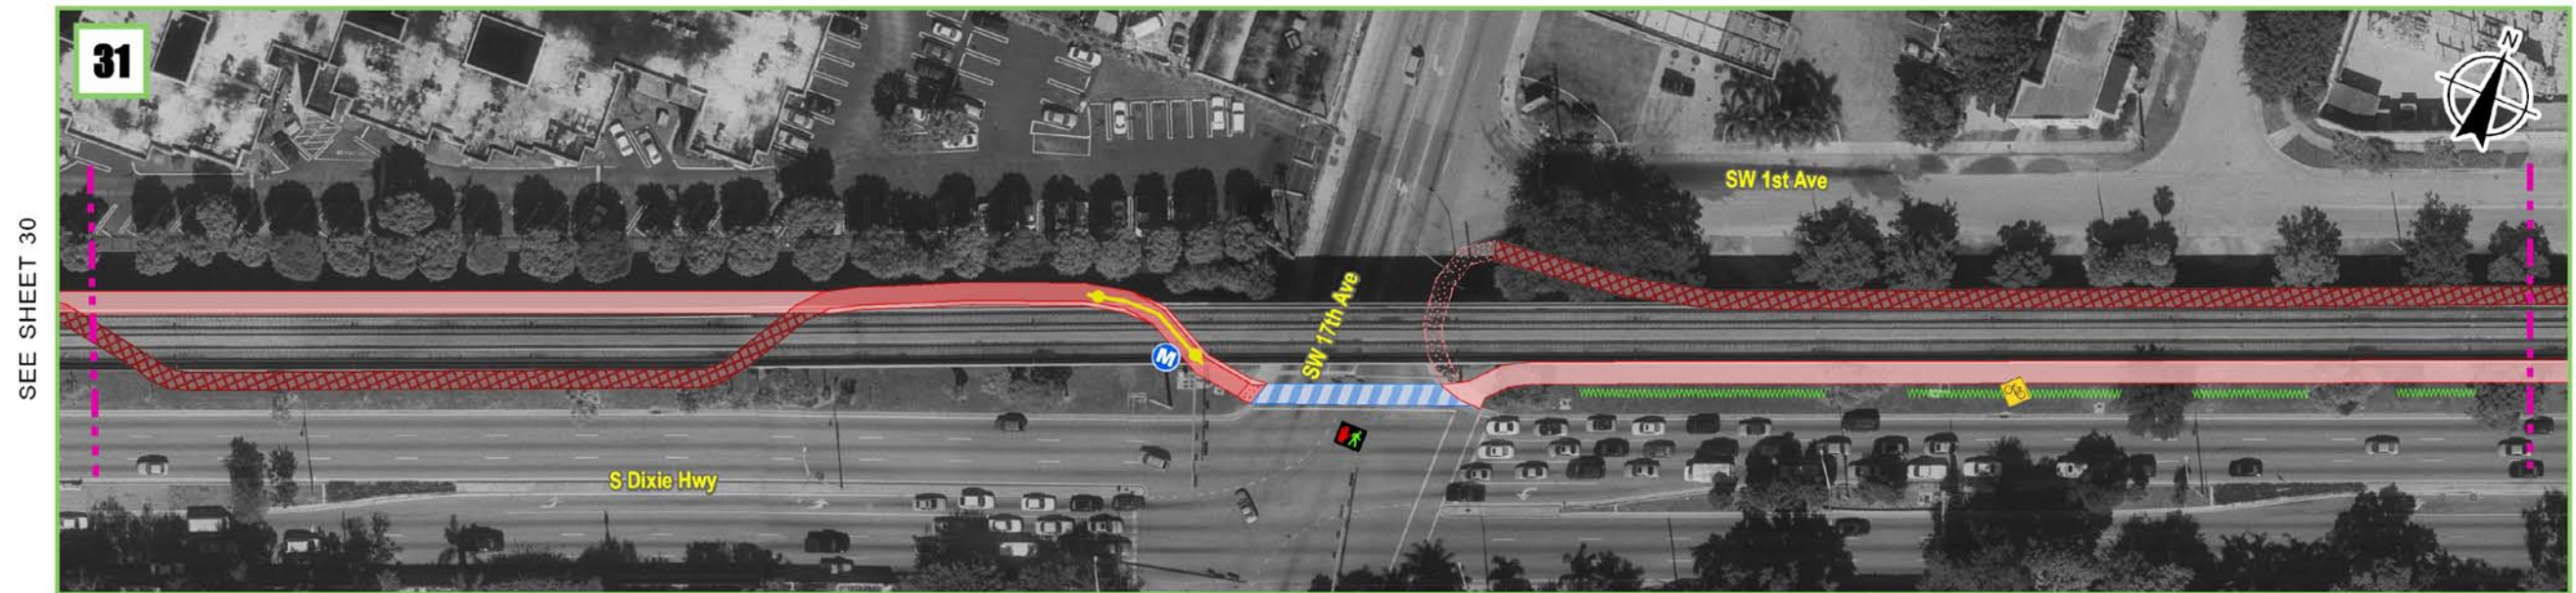 31
N
SEE SHEET 30
SW 1st Ave
SW 17th Ave
M
S Dixie Hwy